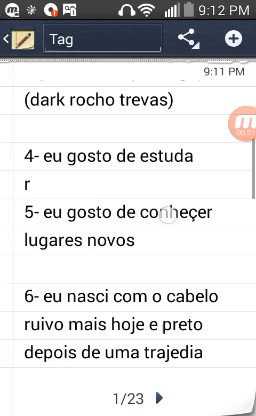 9:12 PM
Tag
9:11 PM
(dark rocho trevas)
4- eu gosto de estuda
r
5- eu gosto de conheçer
lugares novos
6- eu nasci com o cabelo
ruivo mais hoje e preto
depois de uma trajedia
1/23